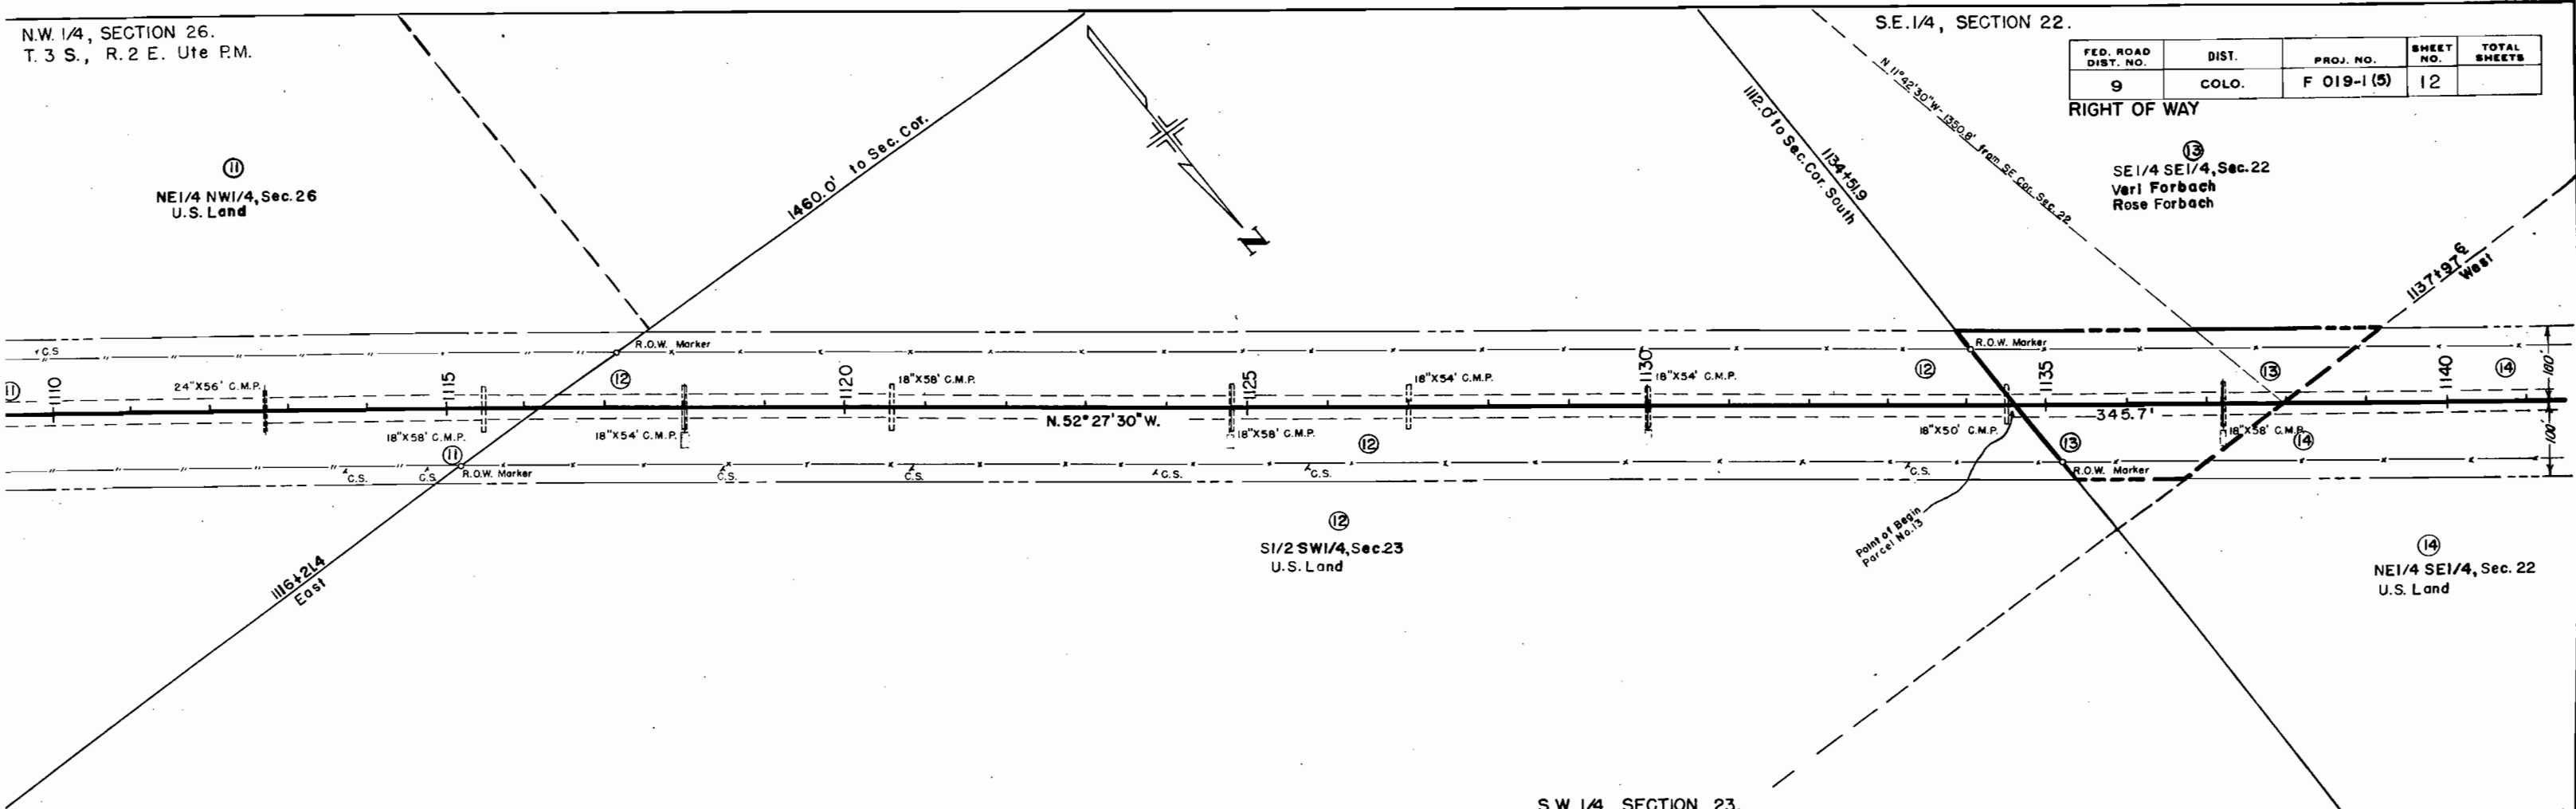 N.W. 1/4, SECTION 26.
T. 3 S., R. 2 E. Ute P.M.
S.E. 1/4, SECTION 22.
FED. ROAD DIST. NO. DIST. PROJ. NO. SHEET NO. TOTAL SHEETS
9 COLO. F 019-1 (5) 12
RIGHT OF WAY
11
NE1/4 NW1/4, Sec. 26
U.S. Land
1460.0' to Sec. Cor.
N
1112.0' to Sec. Cor. South
1134+51.9
N 11°42'30"W- 1350.8' from SE Cor. Sec. 22
13
SE1/4 SE1/4, Sec. 22
Verl Forbach
Rose Forbach
1137+97.6
West
C.S.
R.O.W. Marker
R.O.W. Marker
11
1110
24"X56' C.M.P.
1115
12
1120
18"X58' C.M.P.
1125
18"X54' C.M.P.
1130
18"X54' C.M.P.
12
1135
13
1140
14
100'
N. 52° 27' 30" W.
345.7'
18"X58' C.M.P.
18"X54' C.M.P.
18"X58' C.M.P.
12
18"X50' C.M.P.
13
18"X58' C.M.P.
14
100'
11
R.O.W. Marker
C.S.
C.S.
C.S.
C.S.
C.S.
C.S.
C.S.
R.O.W. Marker
Point of Begin
Parcel No. 13
12
S1/2 SW1/4, Sec. 23
U.S. Land
14
NE1/4 SE1/4, Sec. 22
U.S. Land
1116+21.4
East
S.W. 1/4, SECTION 23.